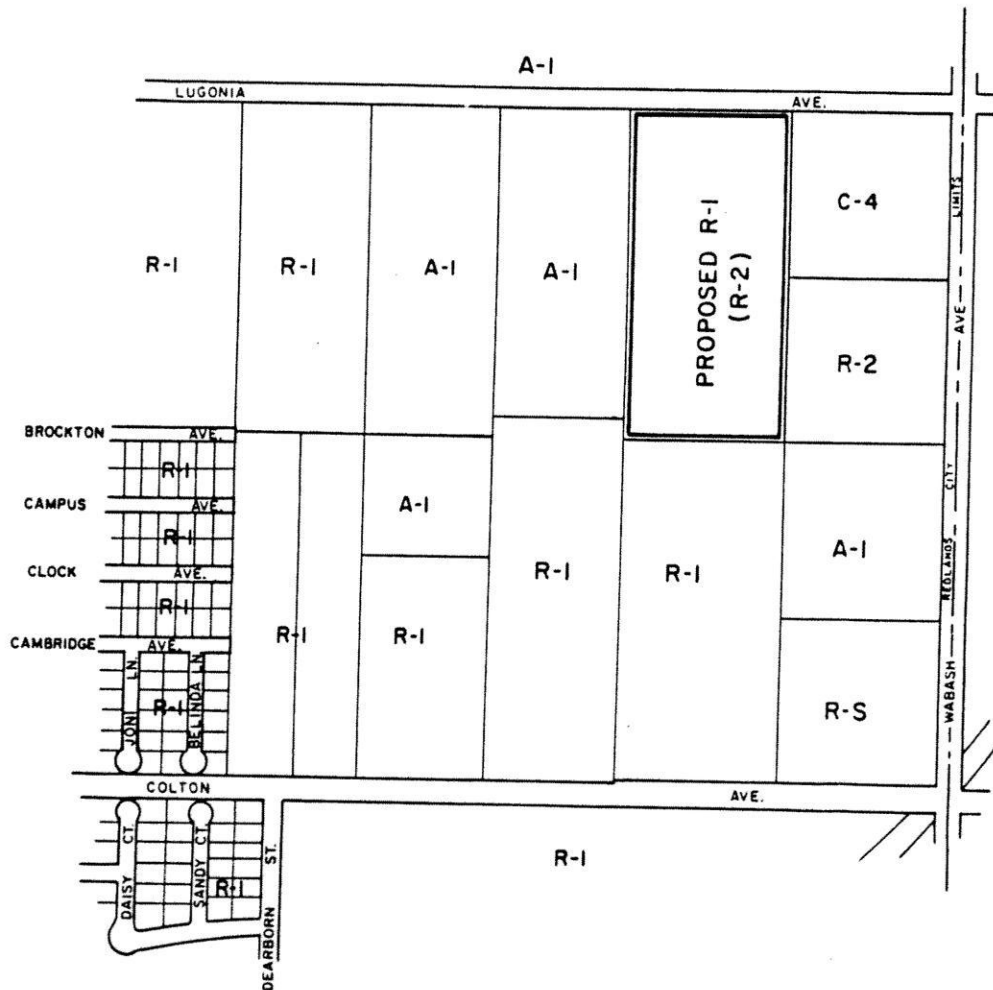 A-1
LUGONIA AVE.
R-1
R-1
A-1
A-1
PROPOSED R-1
(R-2)
C-4
R-2
WABASH AVE
REDLANDS CITY LIMITS
BROCKTON AVE.
R-1
CAMPUS AVE.
R-1
CLOCK AVE.
R-1
CAMBRIDGE AVE.
JONI LN.
R-1
BELINDA LN
R-1
A-1
R-1
R-1
R-1
A-1
R-S
COLTON AVE.
DAISY CT.
SANDY CT.
R-1
DEARBORN ST.
R-1